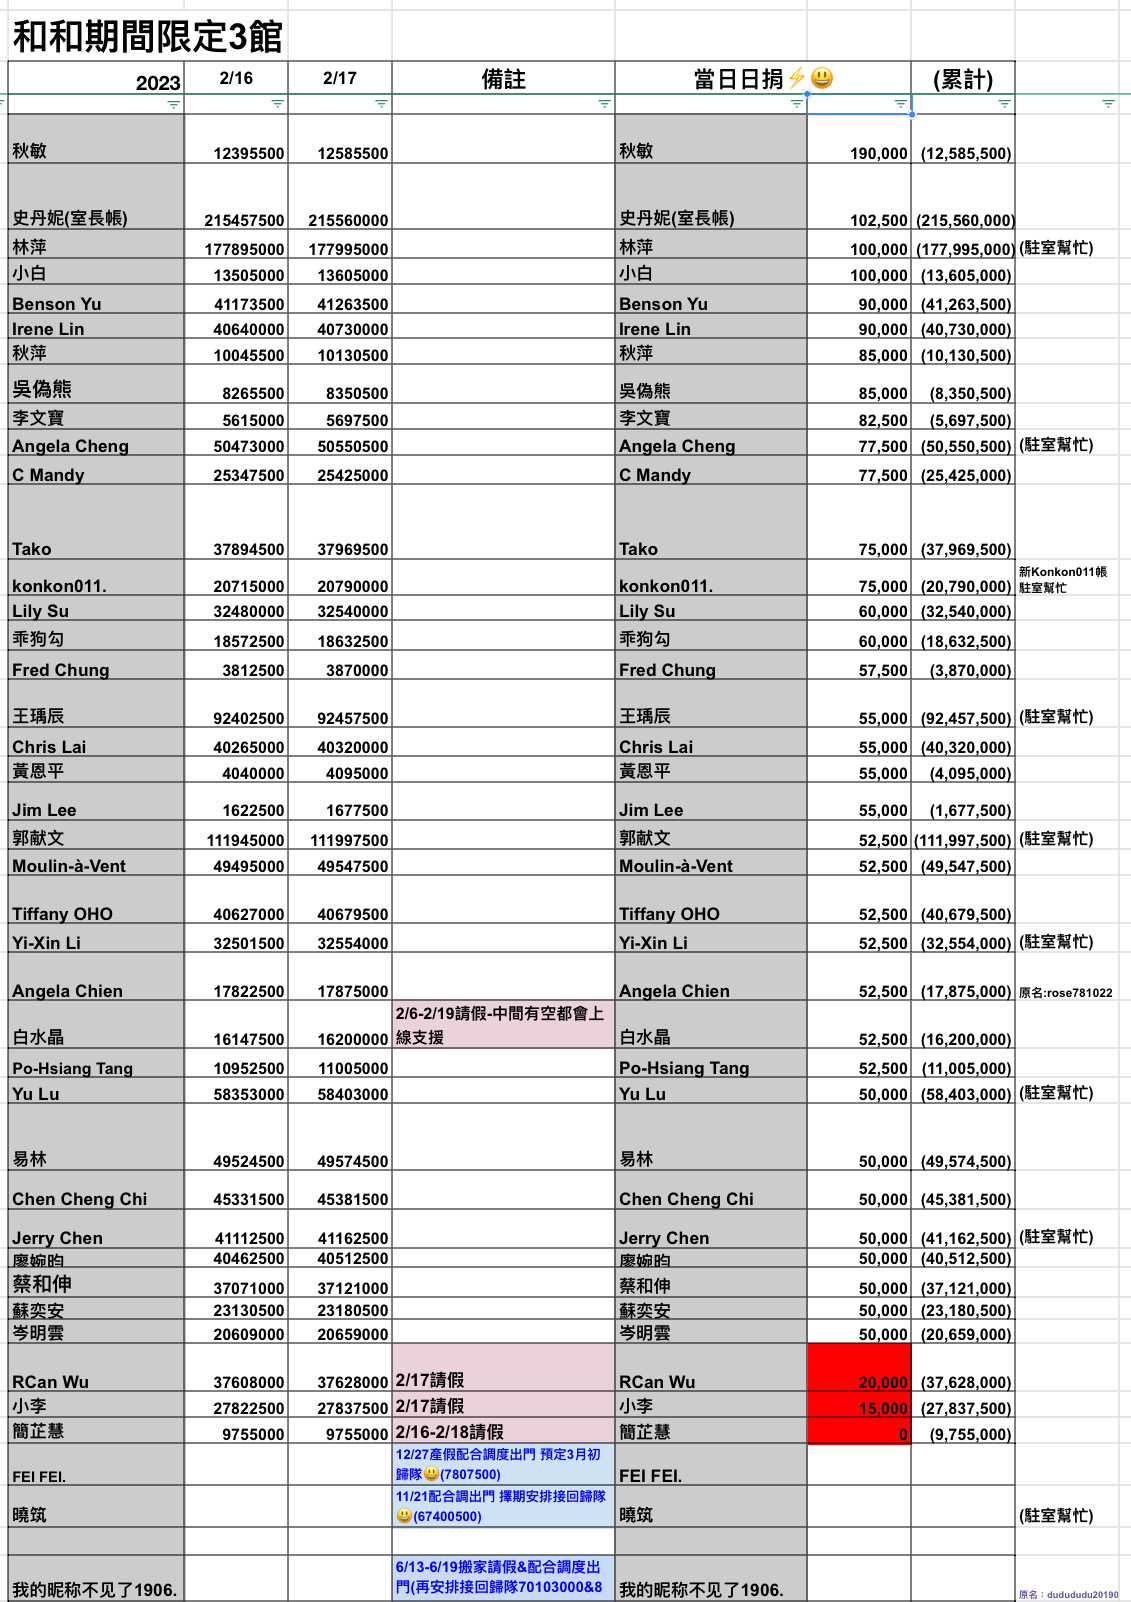 和和期間限定3館
2023 2/16 2/17 備註 當日日捐⚡😃 (累計)
秋敏 12395500 12585500 秋敏 190,000 (12,585,500)
史丹妮(室長帳) 215457500 215560000 史丹妮(室長帳) 102,500 (215,560,000)
林萍 177895000 177995000 林萍 100,000 (177,995,000) (駐室幫忙)
小白 13505000 13605000 小白 100,000 (13,605,000)
Benson Yu 41173500 41263500 Benson Yu 90,000 (41,263,500)
Irene Lin 40640000 40730000 Irene Lin 90,000 (40,730,000)
秋萍 10045500 10130500 秋萍 85,000 (10,130,500)
吳偽熊 8265500 8350500 吳偽熊 85,000 (8,350,500)
李文寶 5615000 5697500 李文寶 82,500 (5,697,500)
Angela Cheng 50473000 50550500 Angela Cheng 77,500 (50,550,500) (駐室幫忙)
C Mandy 25347500 25425000 C Mandy 77,500 (25,425,000)
Tako 37894500 37969500 Tako 75,000 (37,969,500)
新Konkon011帳
konkon011. 20715000 20790000 konkon011. 75,000 (20,790,000) 駐室幫忙
Lily Su 32480000 32540000 Lily Su 60,000 (32,540,000)
乖狗勾 18572500 18632500 乖狗勾 60,000 (18,632,500)
Fred Chung 3812500 3870000 Fred Chung 57,500 (3,870,000)
王瑀辰 92402500 92457500 王瑀辰 55,000 (92,457,500) (駐室幫忙)
Chris Lai 40265000 40320000 Chris Lai 55,000 (40,320,000)
黃恩平 4040000 4095000 黃恩平 55,000 (4,095,000)
Jim Lee 1622500 1677500 Jim Lee 55,000 (1,677,500)
郭献文 111945000 111997500 郭献文 52,500 (111,997,500) (駐室幫忙)
Moulin-à-Vent 49495000 49547500 Moulin-à-Vent 52,500 (49,547,500)
Tiffany OHO 40627000 40679500 Tiffany OHO 52,500 (40,679,500)
Yi-Xin Li 32501500 32554000 Yi-Xin Li 52,500 (32,554,000) (駐室幫忙)
Angela Chien 17822500 17875000 Angela Chien 52,500 (17,875,000) 原名:rose781022
2/6-2/19請假-中間有空都會上
白水晶 16147500 16200000 線支援 白水晶 52,500 (16,200,000)
Po-Hsiang Tang 10952500 11005000 Po-Hsiang Tang 52,500 (11,005,000)
Yu Lu 58353000 58403000 Yu Lu 50,000 (58,403,000) (駐室幫忙)
易林 49524500 49574500 易林 50,000 (49,574,500)
Chen Cheng Chi 45331500 45381500 Chen Cheng Chi 50,000 (45,381,500)
Jerry Chen 41112500 41162500 Jerry Chen 50,000 (41,162,500) (駐室幫忙)
廖婉昀 40462500 40512500 廖婉昀 50,000 (40,512,500)
蔡和伸 37071000 37121000 蔡和伸 50,000 (37,121,000)
蘇奕安 23130500 23180500 蘇奕安 50,000 (23,180,500)
岑明雲 20609000 20659000 岑明雲 50,000 (20,659,000)
RCan Wu 37608000 37628000 2/17請假 RCan Wu 20,000 (37,628,000)
小李 27822500 27837500 2/17請假 小李 15,000 (27,837,500)
簡芷慧 9755000 9755000 2/16-2/18請假 簡芷慧 0 (9,755,000)
12/27產假配合調度出門 預定3月初
FEI FEI. 歸隊😃(7807500) FEI FEI.
11/21配合調出門 擇期安排接回歸隊
曉筑 😃(67400500) 曉筑 (駐室幫忙)
6/13-6/19搬家請假&配合調度出
我的昵称不见了1906. 門(再安排接回歸隊70103000&8 我的昵称不见了1906. 原名：dudududu20190